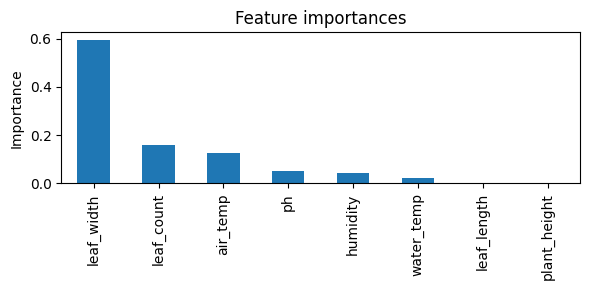 Feature importances
Importance
0.6
0.4
0.2
0.0
leaf_width
leaf_count
air_temp
ph
humidity
water_temp
leaf_length
plant_height